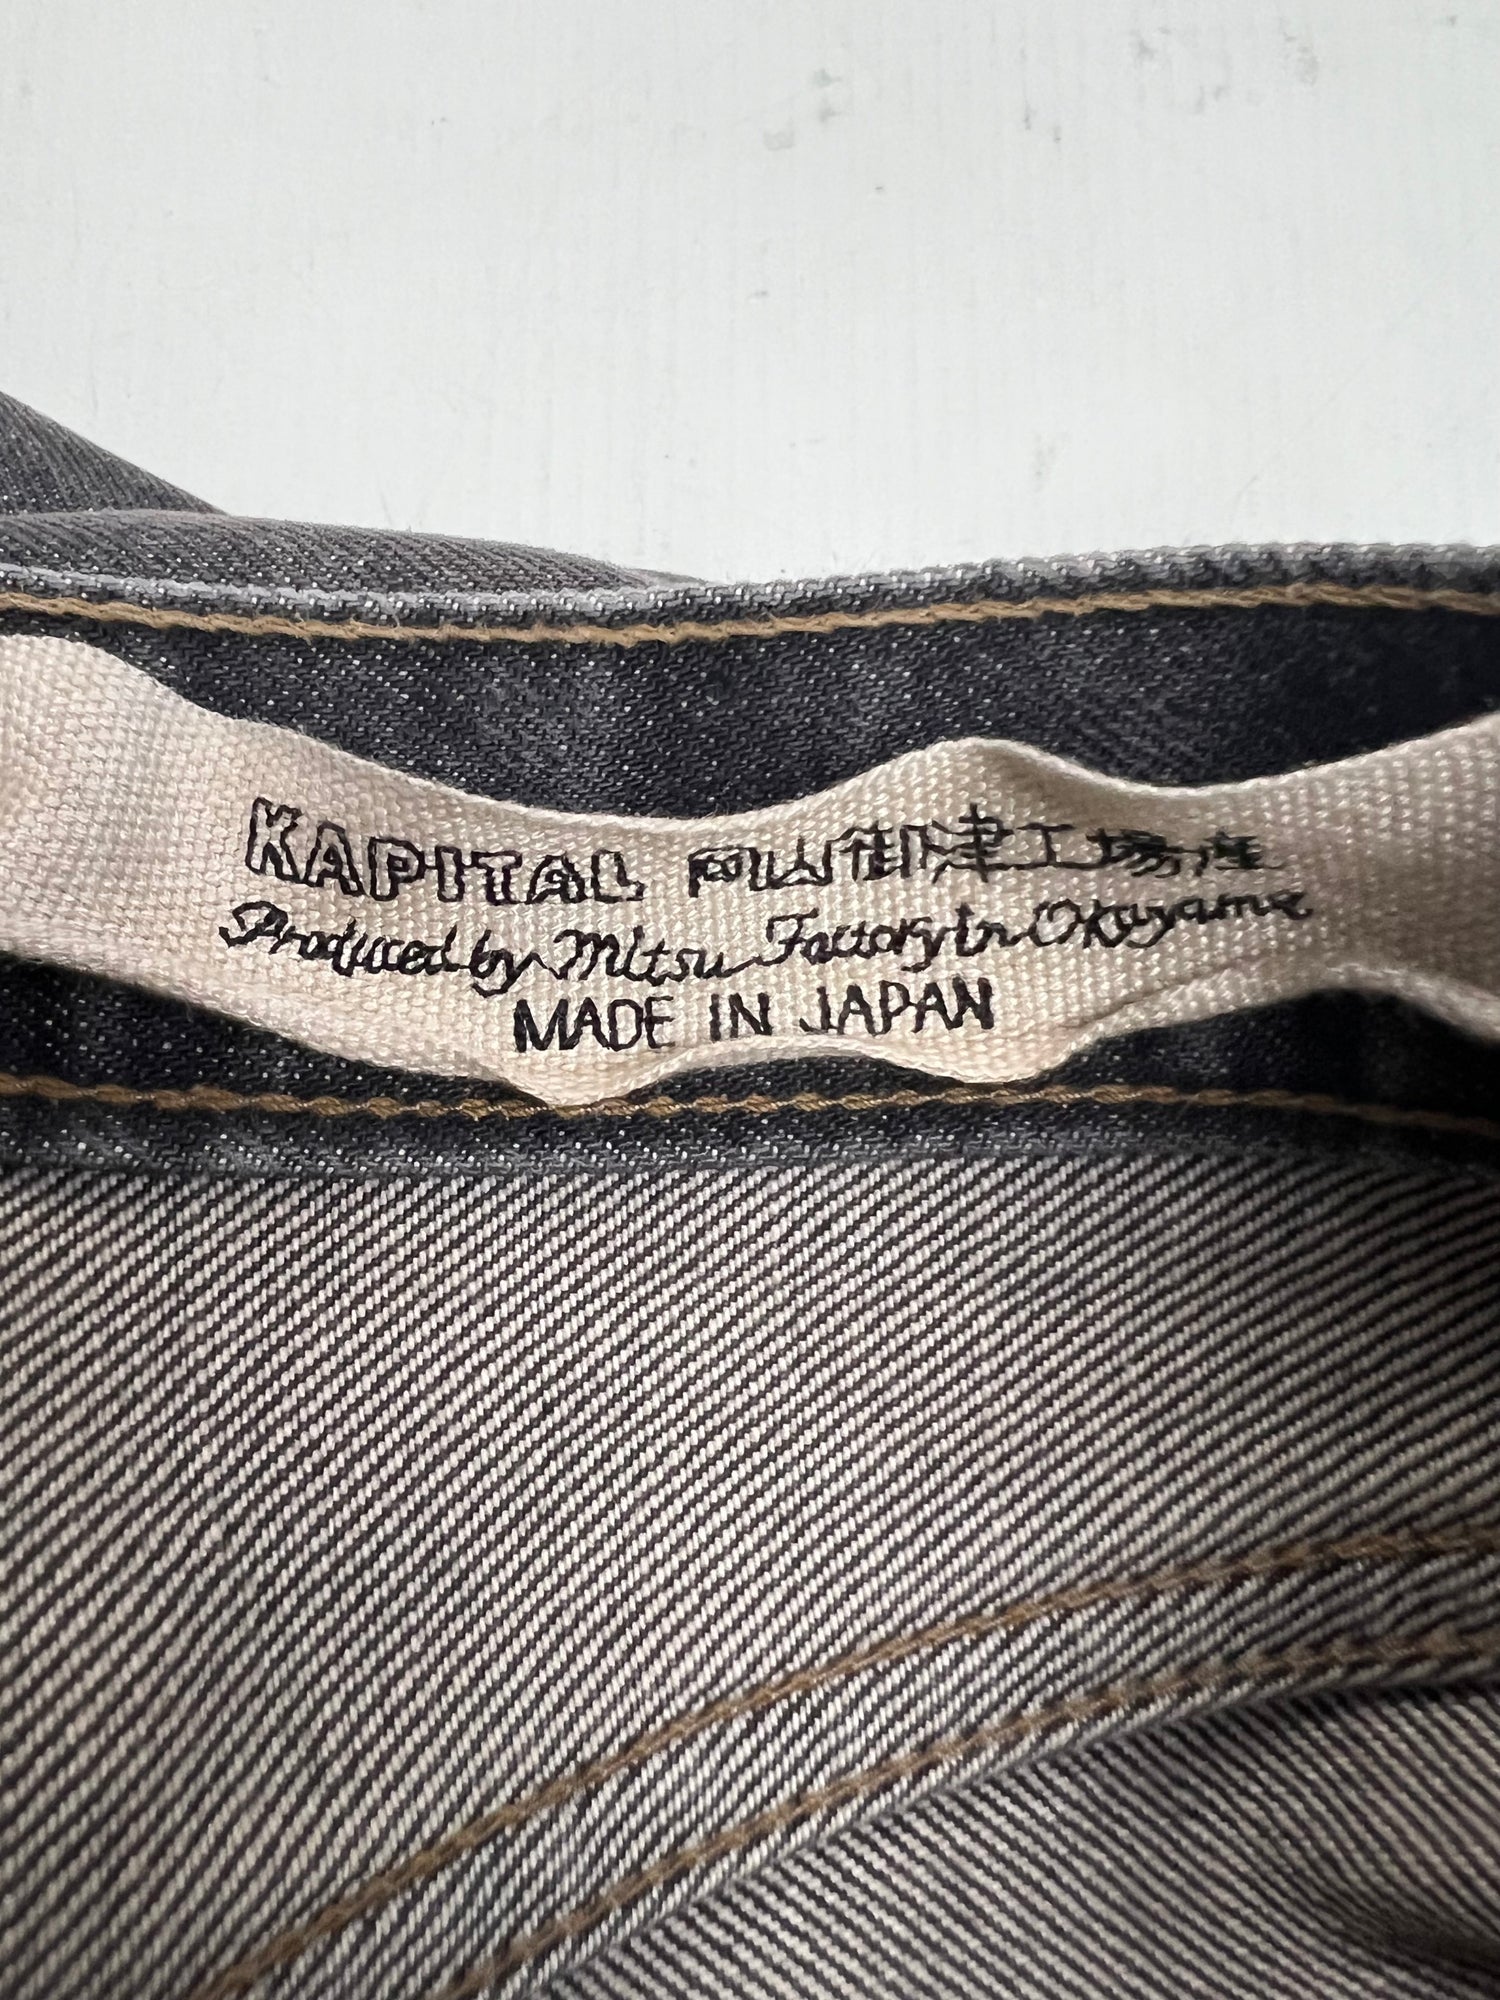 KAPITAL 岡山御津工場産
Produced by Mitsu Factory in Okayama
MADE IN JAPAN